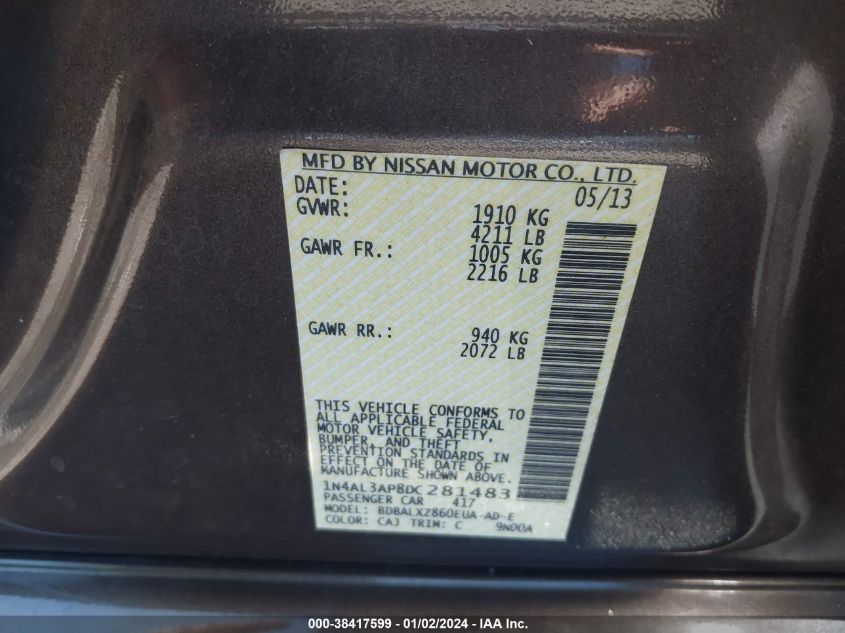 MFD BY NISSAN MOTOR CO., LTD.
DATE: 05/13
GVWR: 1910 KG
4211 LB
GAWR FR.: 1005 KG
2216 LB
GAWR RR.: 940 KG
2072 LB
THIS VEHICLE CONFORMS TO
ALL APPLICABLE FEDERAL
MOTOR VEHICLE SAFETY,
BUMPER, AND THEFT
PREVENTION STANDARDS IN
EFFECT ON THE DATE OF
MANUFACTURE SHOWN ABOVE.
1N4AL3AP8DC281483
PASSENGER CAR 417
MODEL: BDBALXZ860EUA-AD-E
COLOR: CAJ TRIM: C 9N00A
000-38417599 - 01/02/2024 - IAA Inc.